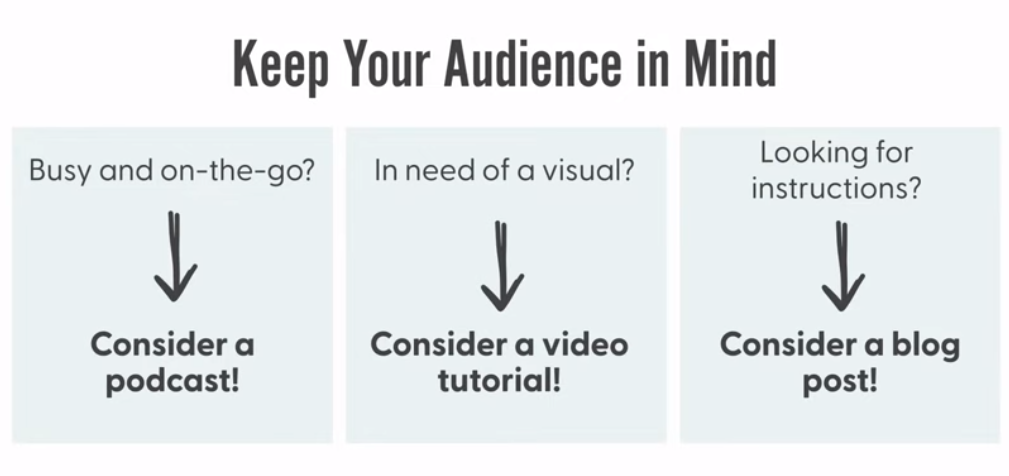 Keep Your Audience in Mind
Busy and on-the-go?
Consider a
podcast!
In need of a visual?
Consider a video
tutorial!
Looking for
instructions?
Consider a blog
post!